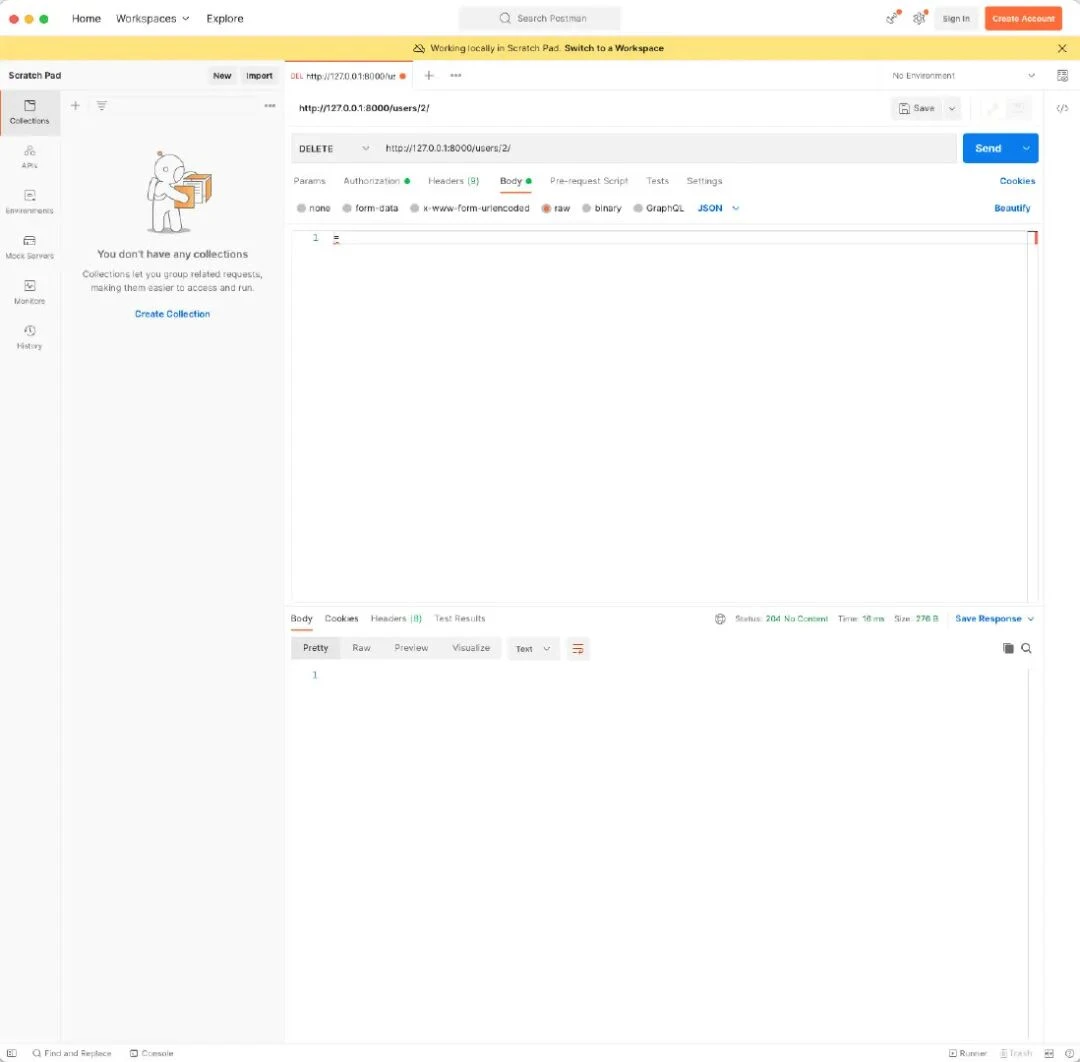 Home Workspaces Explore Search Postman Sign In Create Account
Working locally in Scratch Pad. Switch to a Workspace
Scratch Pad New Import DEL http://127.0.0.1:8000/us No Environment
http://127.0.0.1:8000/users/2/ Save
Collections
DELETE http://127.0.0.1:8000/users/2/ Send
APIs
Params Authorization Headers (9) Body Pre-request Script Tests Settings Cookies
none form-data x-www-form-urlencoded raw binary GraphQL JSON Beautify
Environments
1 =
Mock Servers
You don't have any collections
Collections let you group related requests,
making them easier to access and run.
Monitors
Create Collection
History
Body Cookies Headers (8) Test Results Status: 204 No Content Time: 16 ms Size: 276 B Save Response
Pretty Raw Preview Visualize Text
1
Find and Replace Console Runner Trash